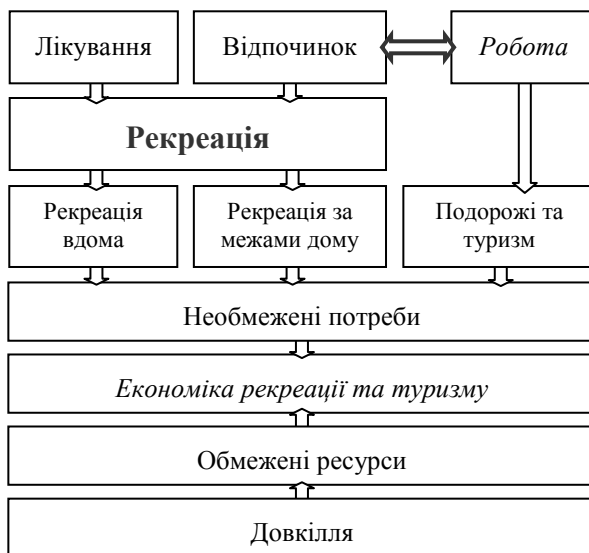 Лікування
Відпочинок
Робота
Рекреація
Рекреація
вдома
Рекреація за
межами дому
Подорожі та
туризм
Необмежені потреби
Економіка рекреації та туризму
Обмежені ресурси
Довкілля